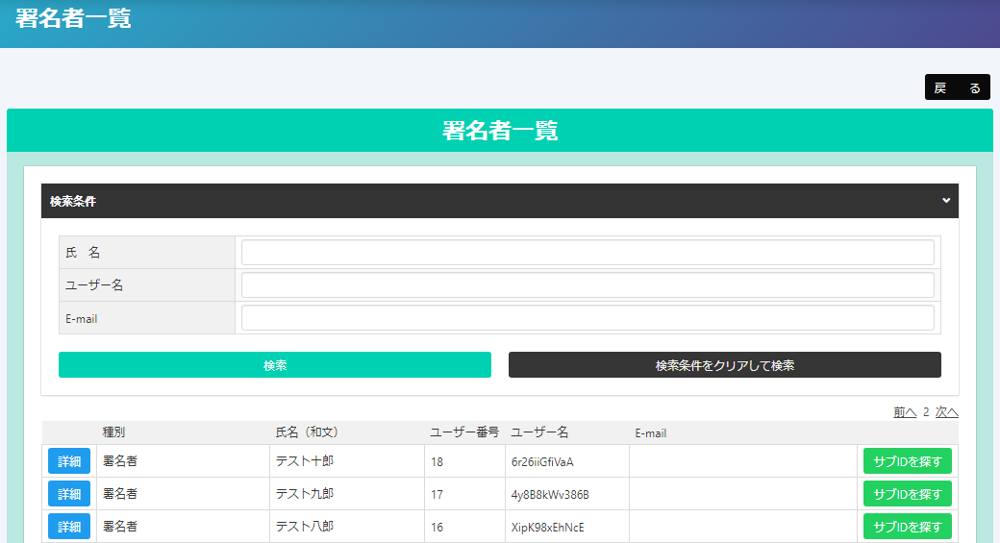 署名者一覧
戻　る
署名者一覧
検索条件
氏　名
ユーザー名
E-mail
検索 検索条件をクリアして検索
前へ 2 次へ
種別 氏名（和文） ユーザー番号 ユーザー名 E-mail
詳細 署名者 テスト十郎 18 6r26iiGfiVaA サブIDを探す
詳細 署名者 テスト九郎 17 4y8B8kWv386B サブIDを探す
詳細 署名者 テスト八郎 16 XipK98xEhNcE サブIDを探す